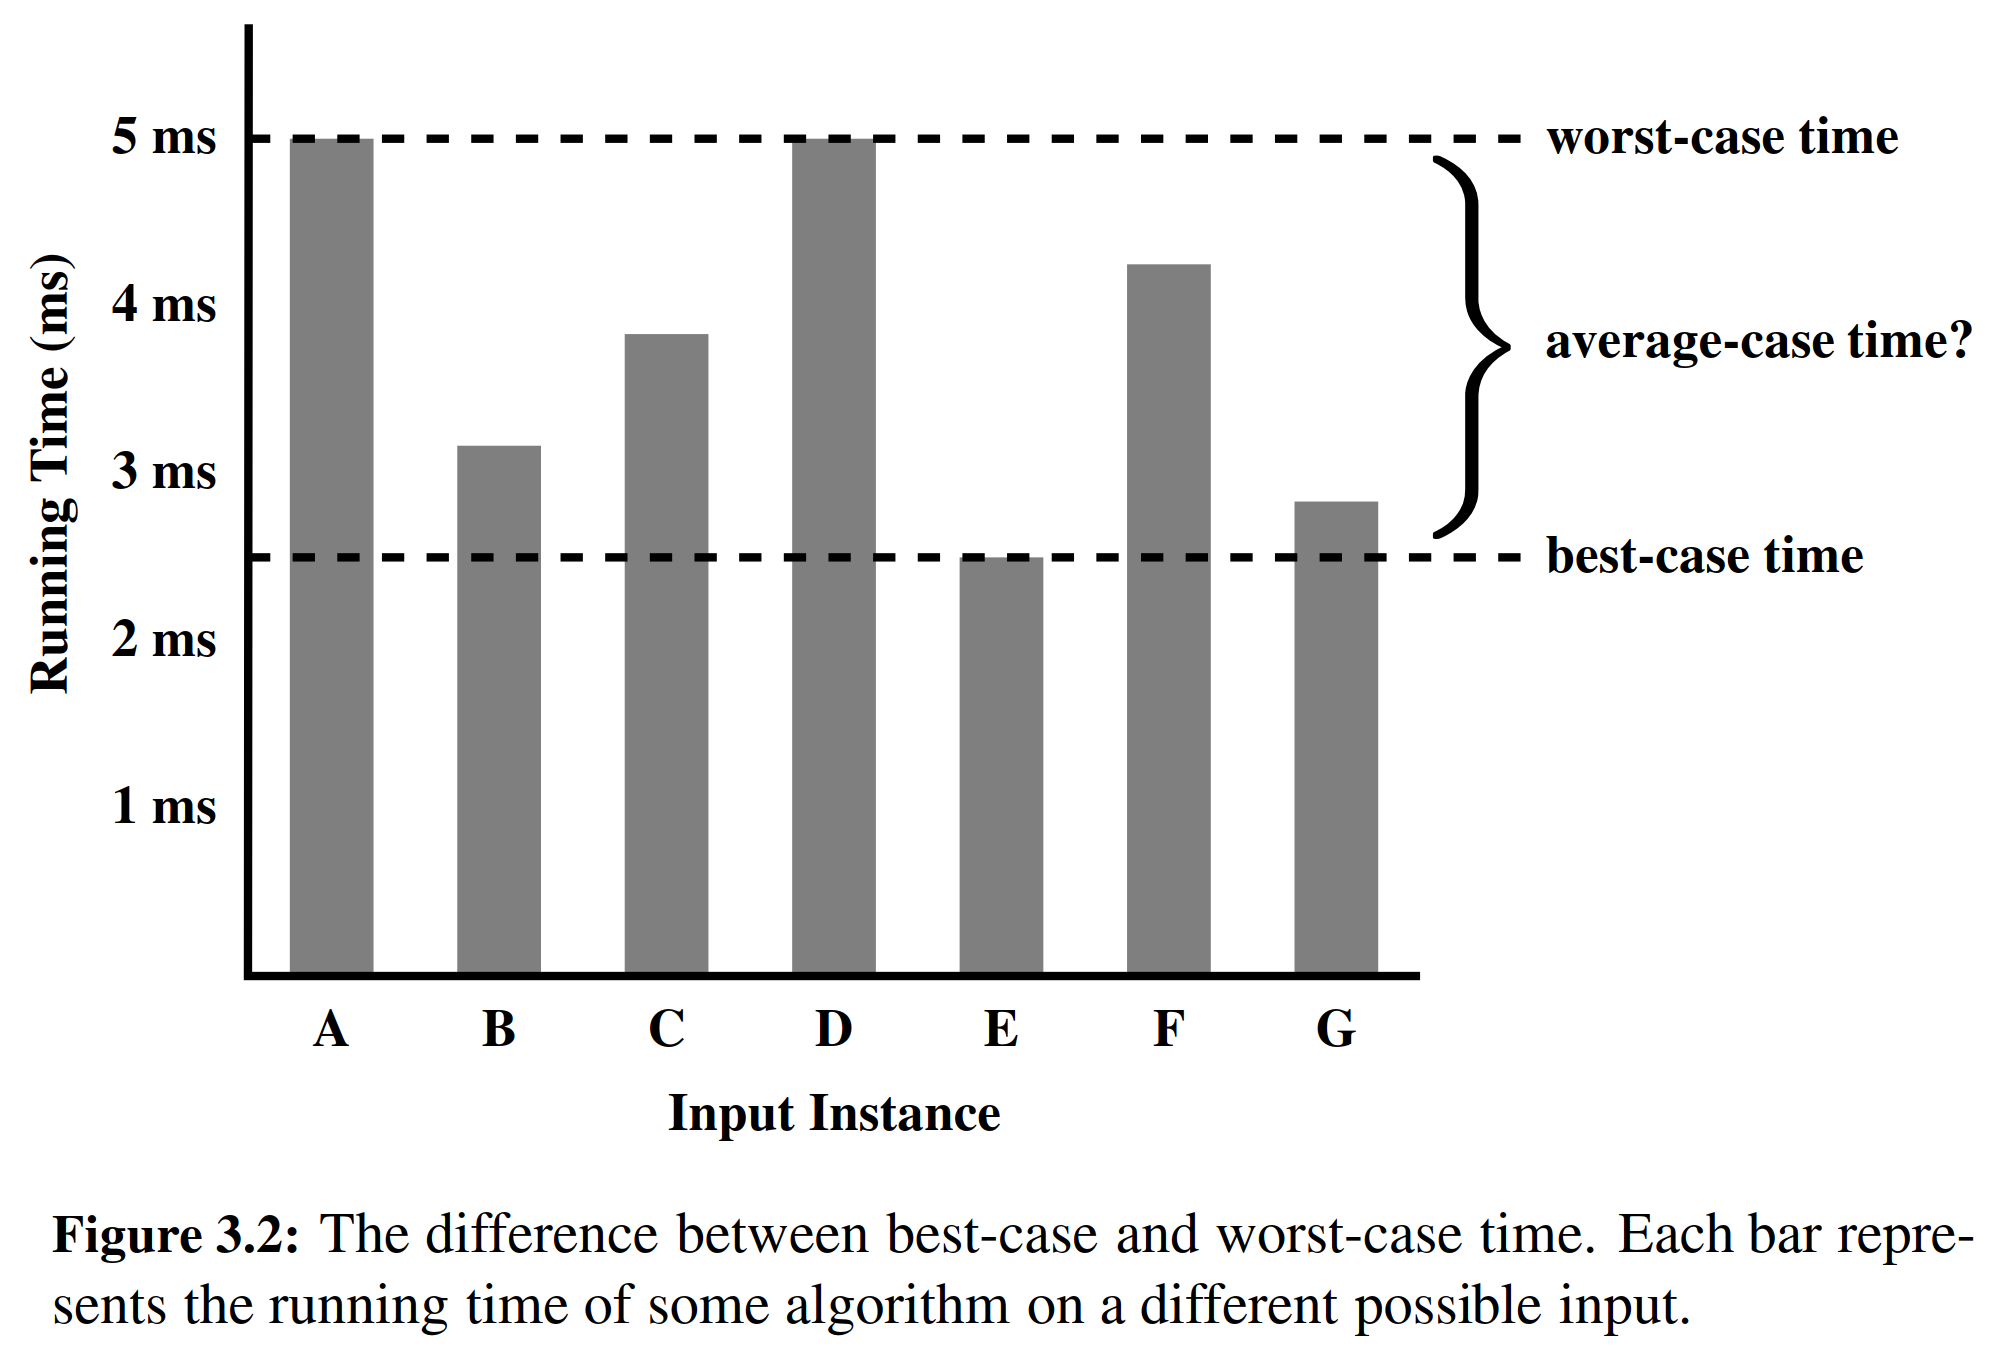 5 ms
worst-case time
4 ms
average-case time?
3 ms
best-case time
2 ms
1 ms
Running Time (ms)
A B C D E F G
Input Instance
Figure 3.2: The difference between best-case and worst-case time. Each bar repre-
sents the running time of some algorithm on a different possible input.